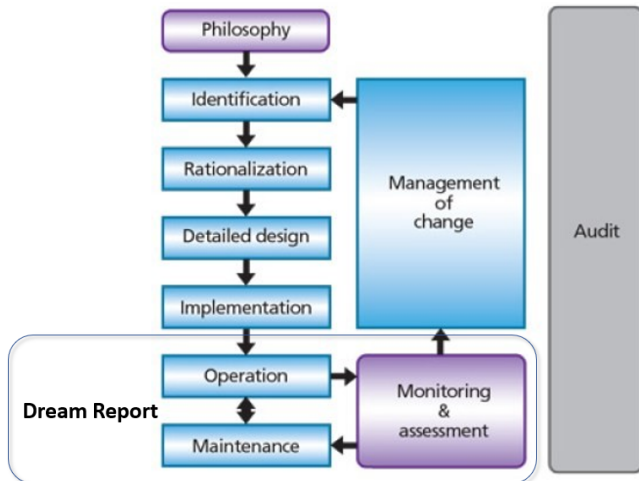 Philosophy
Identification
Rationalization
Detailed design
Implementation
Operation
Maintenance
Management
of
change
Monitoring
&
assessment
Audit
Dream Report